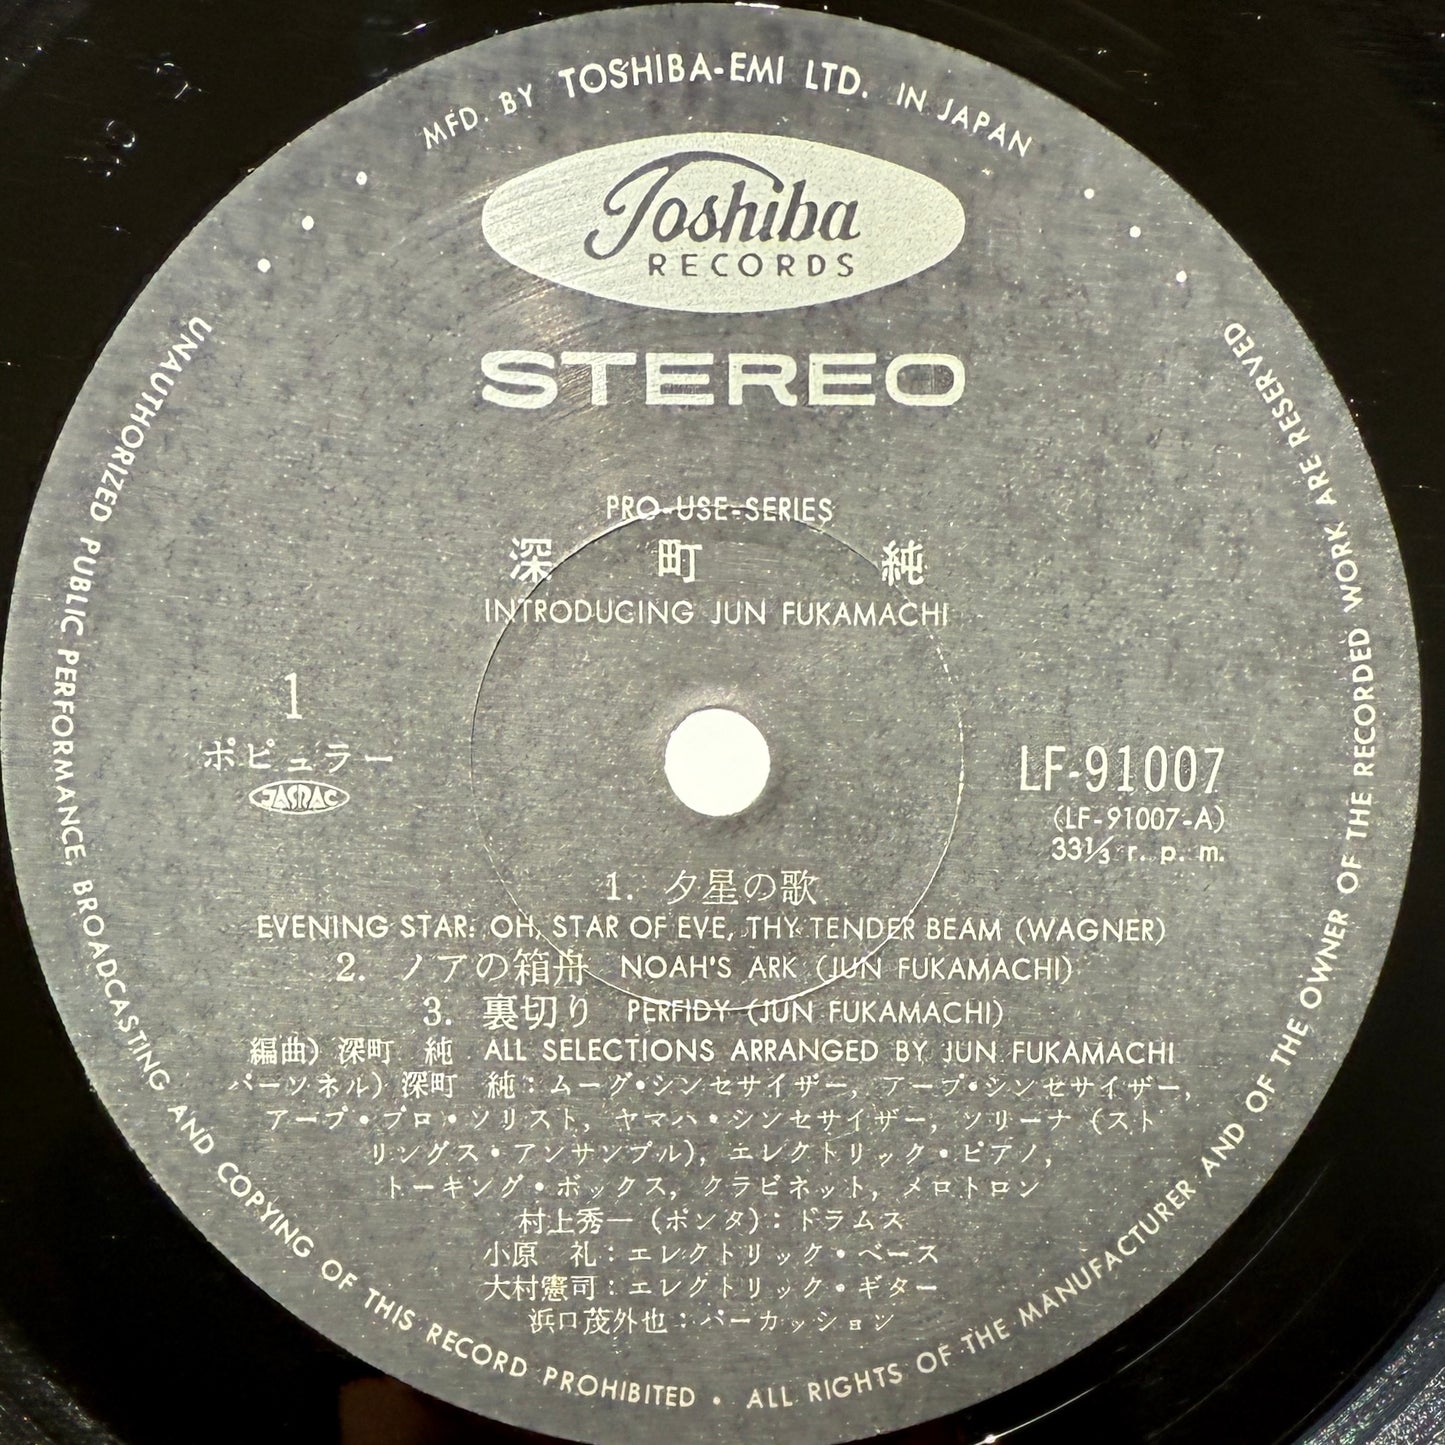 MFD. BY TOSHIBA-EMI LTD. IN JAPAN
Toshiba
RECORDS
STEREO
PRO-USE-SERIES
深町 純
INTRODUCING JUN FUKAMACHI
1
ポピュラー
JASRAC
LF-91007
(LF-91007-A)
33⅓ r. p. m.
1. 夕星の歌
EVENING STAR: OH, STAR OF EVE, THY TENDER BEAM (WAGNER)
2. ノアの箱舟 NOAH'S ARK (JUN FUKAMACHI)
3. 裏切り PERFIDY (JUN FUKAMACHI)
編曲) 深町 純 ALL SELECTIONS ARRANGED BY JUN FUKAMACHI
パーソネル) 深町 純：ムーグ・シンセサイザー, アープ・シンセサイザー,
アープ・プロ・ソリスト, ヤマハ・シンセサイザー, ソリーナ (スト
リングス・アンサンブル), エレクトリック・ピアノ,
トーキング・ボックス, クラビネット, メロトロン
村上秀一 (ポンタ)：ドラムス
小原 礼：エレクトリック・ベース
大村憲司：エレクトリック・ギター
浜口茂外也：パーカッション
UNAUTHORIZED PUBLIC PERFORMANCE, BROADCASTING AND COPYING OF THIS RECORD PROHIBITED • ALL RIGHTS OF THE MANUFACTURER AND OF THE OWNER OF THE RECORDED WORK ARE RESERVED